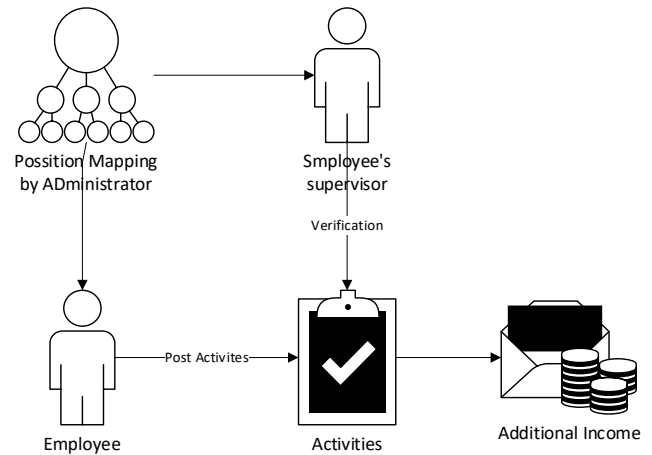 Possition Mapping
by ADministrator
Smployee's
supervisor
Verification
Post Activites
Employee
Activities
Additional Income